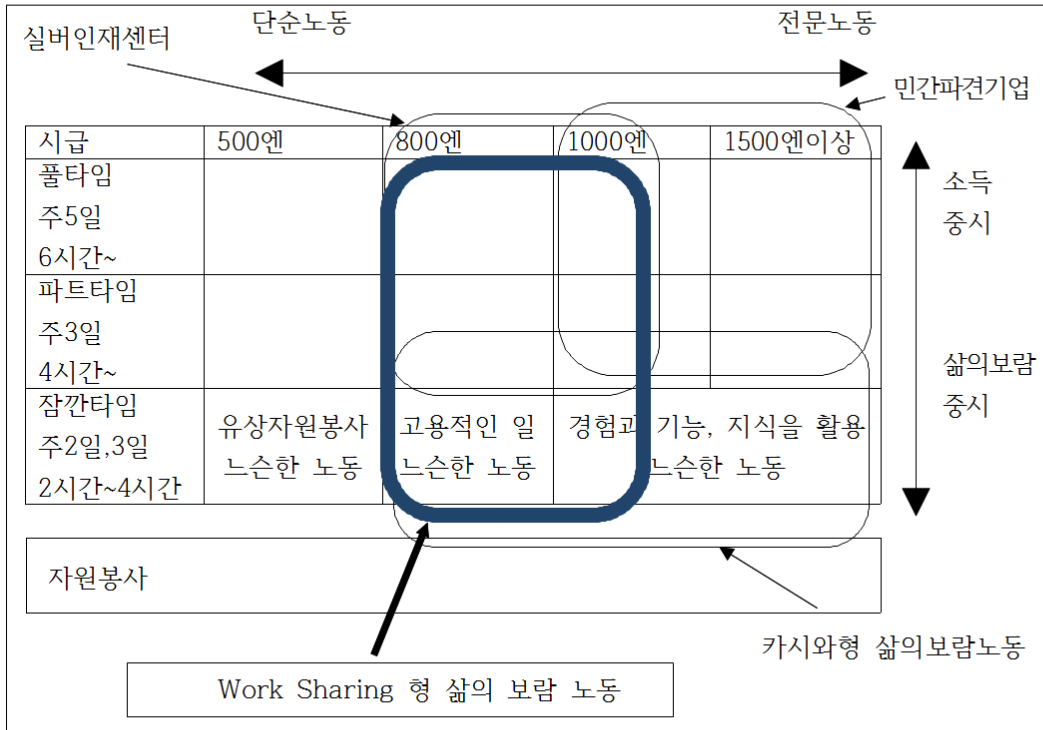 단순노동
전문노동
실버인재센터
민간파견기업
시급
500엔
800엔
1000엔
1500엔이상
풀타임
주5일
6시간~
소득
중시
파트타임
주3일
4시간~
삶의보람
중시
잠깐타임
주2일,3일
2시간~4시간
유상자원봉사
느슨한 노동
고용적인 일
느슨한 노동
경험과 기능, 지식을 활용
느슨한 노동
자원봉사
카시와형 삶의보람노동
Work Sharing 형 삶의 보람 노동